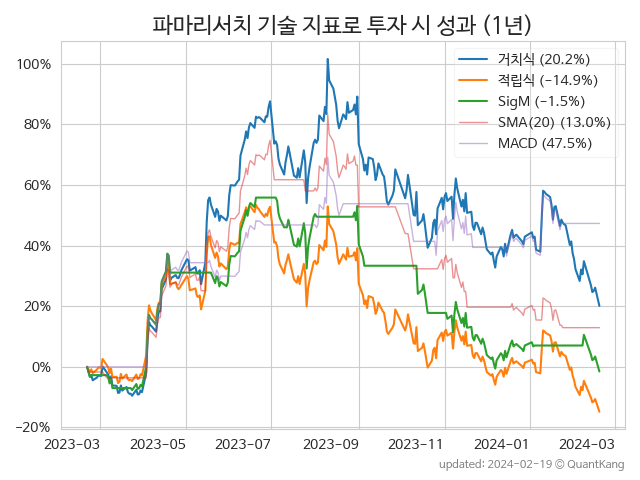 파마리서치 기술 지표로 투자 시 성과 (1년)
거치식 (20.2%)
적립식 (−14.9%)
SigM (−1.5%)
SMA(20) (13.0%)
MACD (47.5%)
100%
80%
60%
40%
20%
0%
−20%
2023−03 2023−05 2023−07 2023−09 2023−11 2024−01 2024−03
updated: 2024−02−19 ⓒ QuantKang